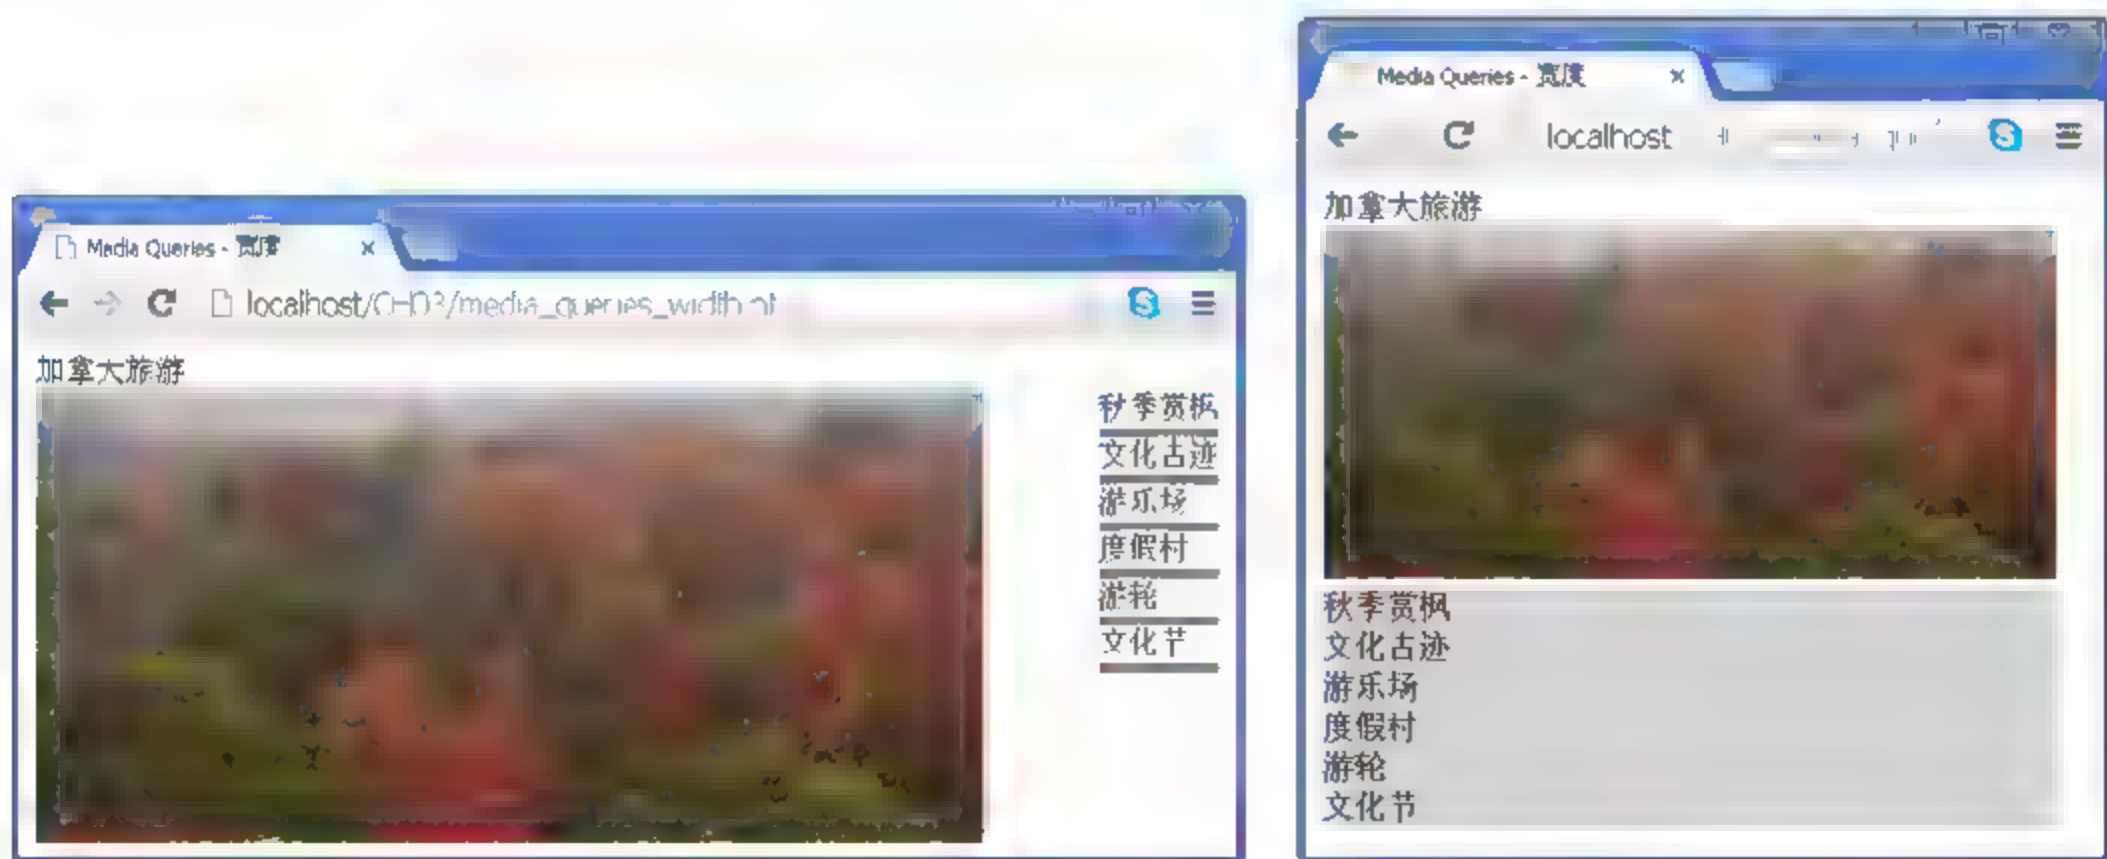 Media Queries - 宽度
localhost/CH03/media_queries_width
加拿大旅游
秋季赏枫
文化古迹
游乐场
度假村
游轮
文化节
Media Queries - 宽度
localhost
加拿大旅游
秋季赏枫
文化古迹
游乐场
度假村
游轮
文化节